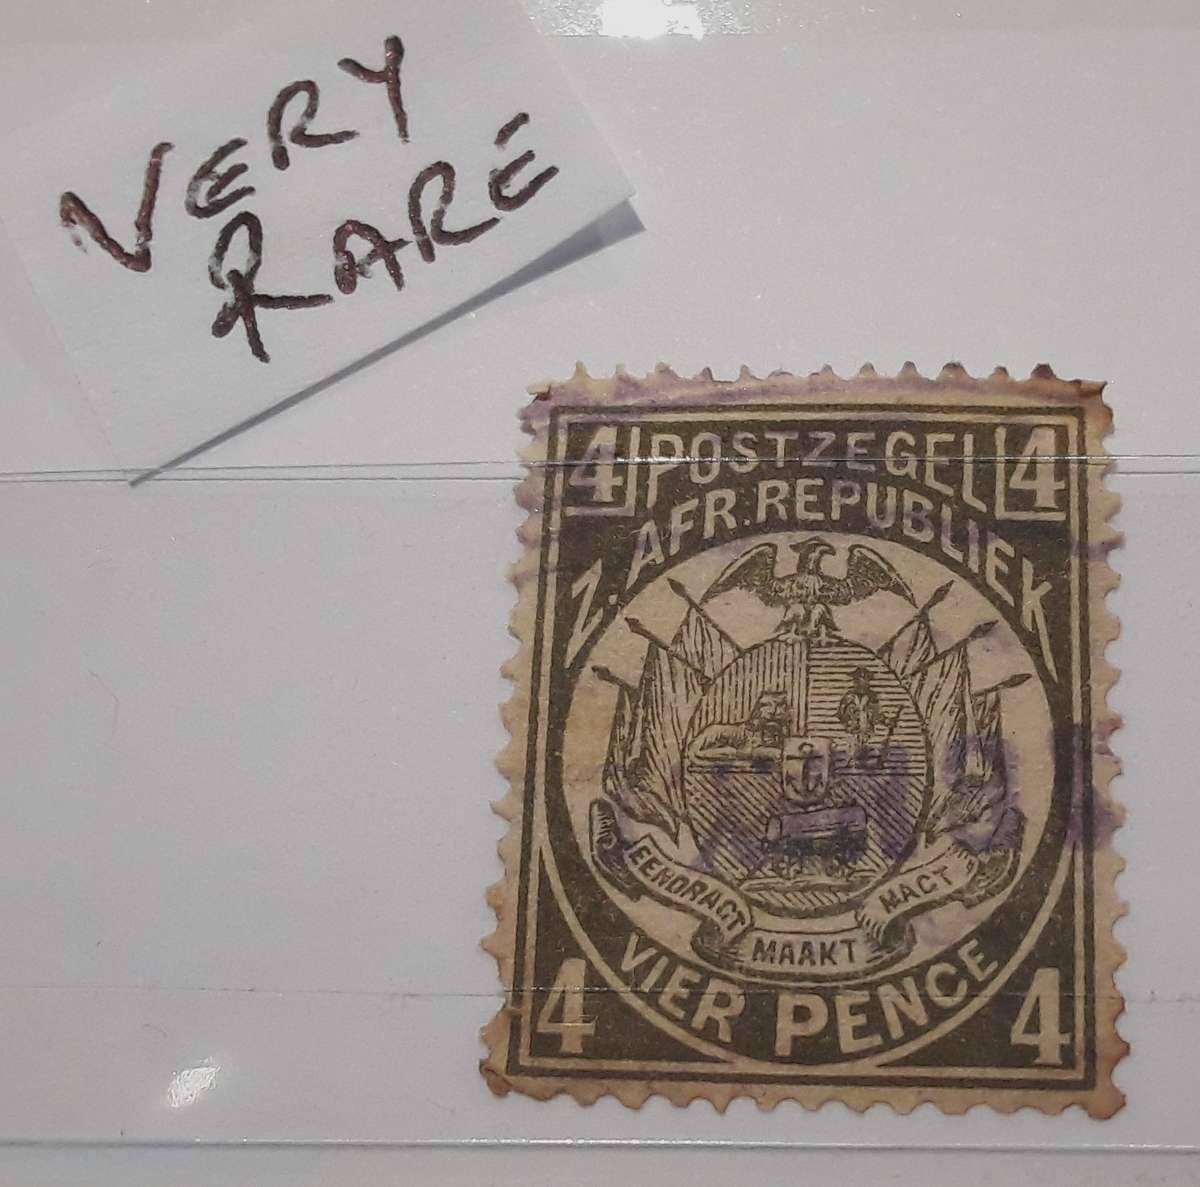 VERY
RARE
4 POSTZEGEL 4
Z. AFR. REPUBLIEK
EENDRACT MAAKT MACT
VIER PENCE
4 4